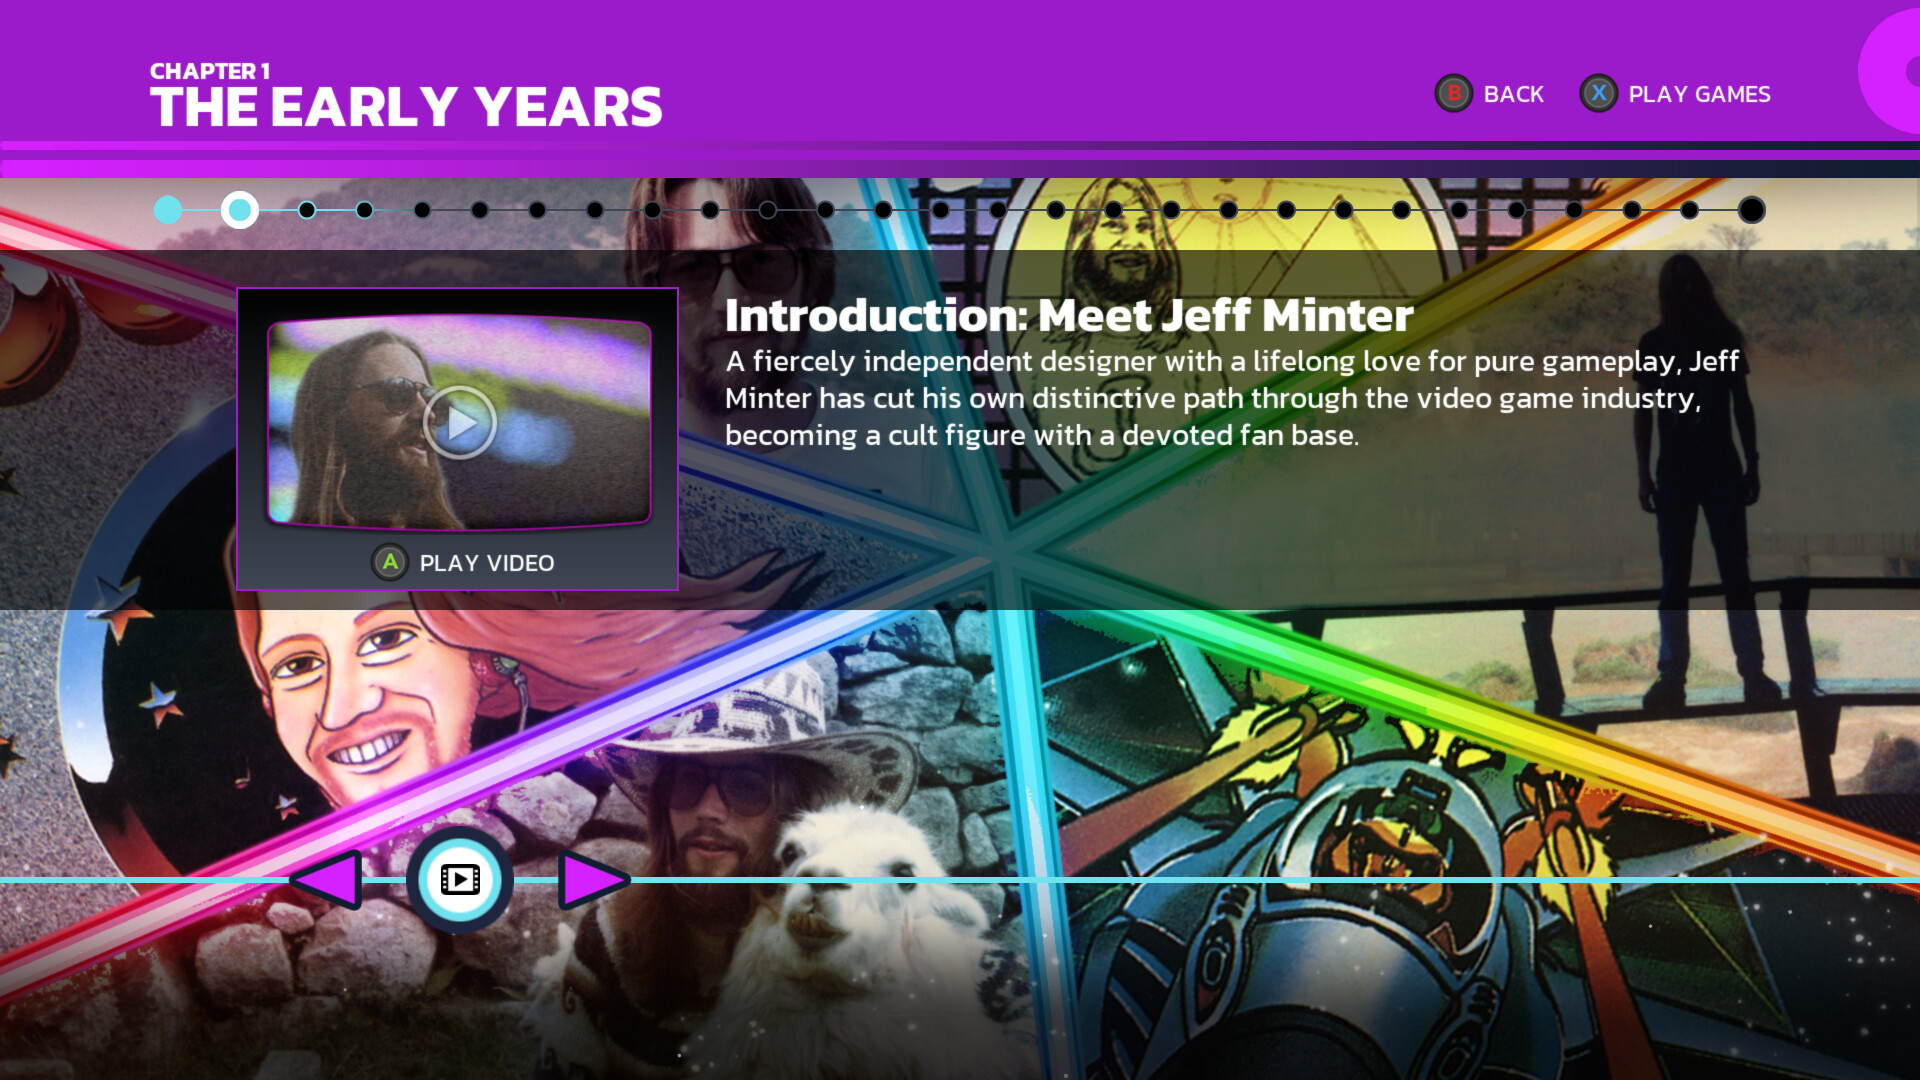 CHAPTER 1
THE EARLY YEARS
B BACK X PLAY GAMES
Introduction: Meet Jeff Minter
A fiercely independent designer with a lifelong love for pure gameplay, Jeff
Minter has cut his own distinctive path through the video game industry,
becoming a cult figure with a devoted fan base.
A PLAY VIDEO